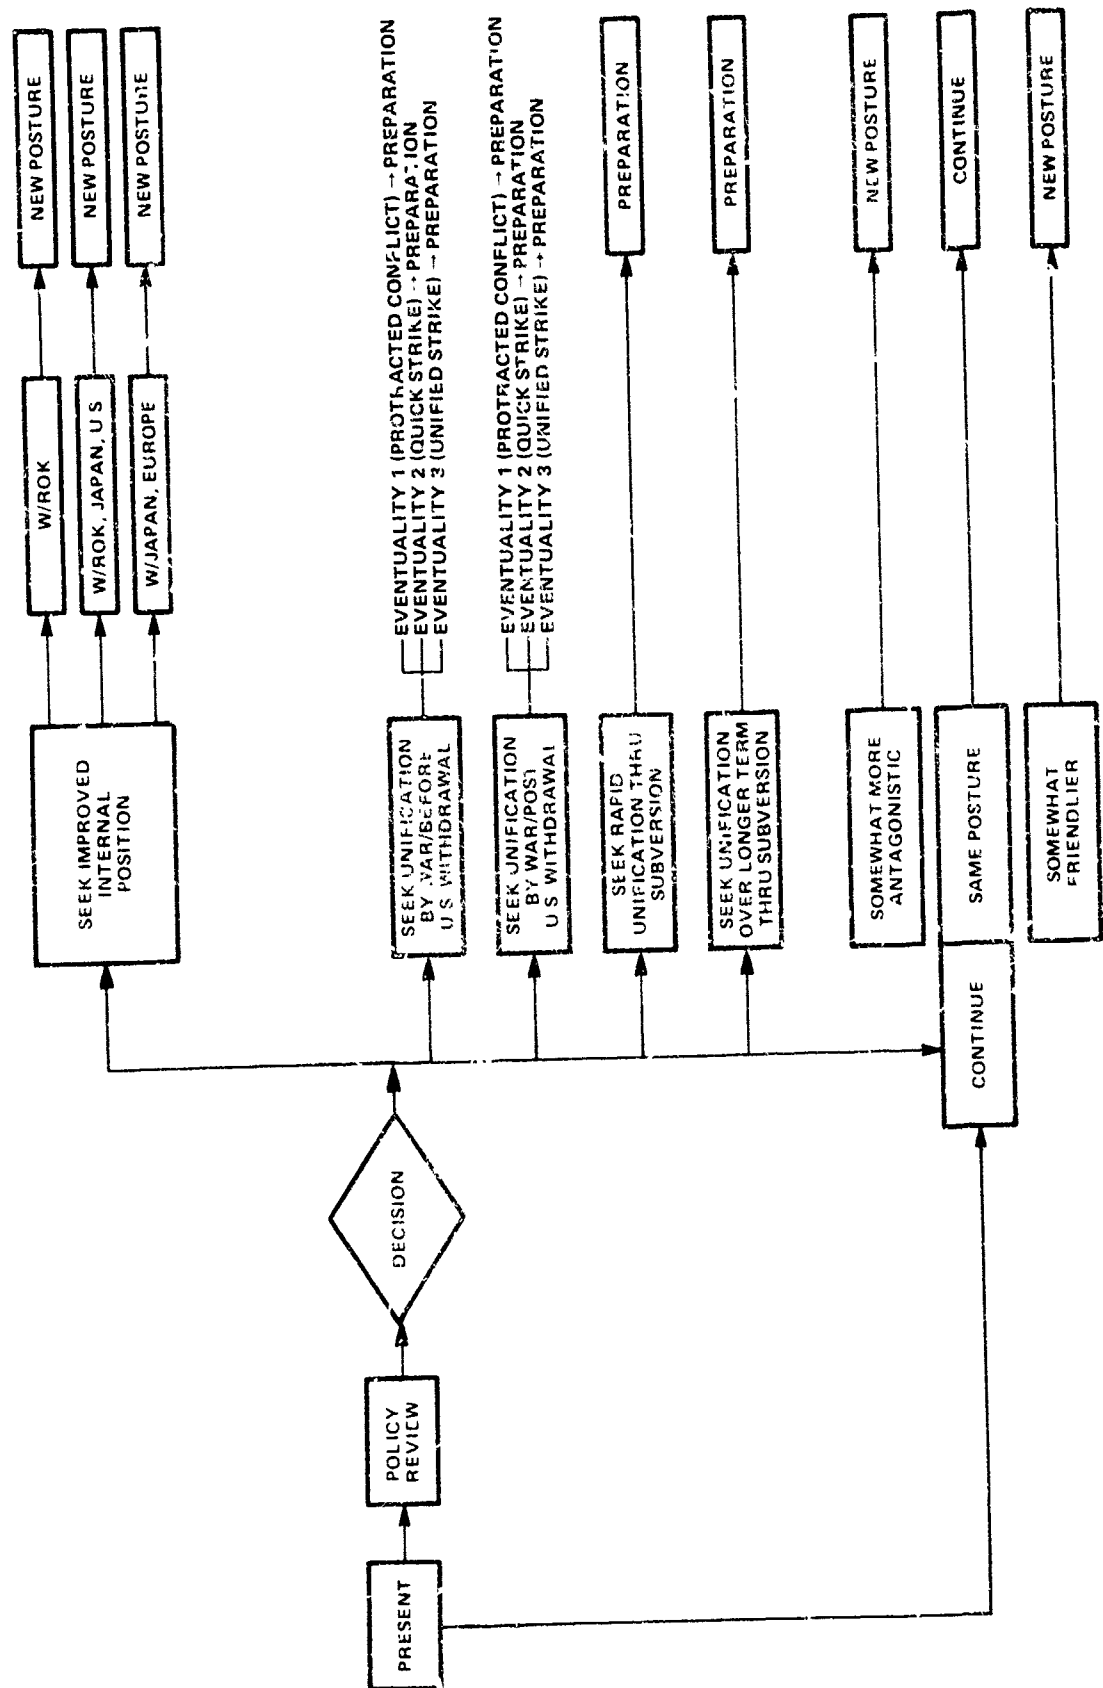 PRESENT
POLICY
REVIEW
DECISION
SEEK IMPROVED
INTERNAL
POSITION
W/ROK
NEW POSTURE
W/ROK, JAPAN, U S
NEW POSTURE
W/JAPAN, EUROPE
NEW POSTURE
SEEK UNIFICATION
BY WAR/BEFORE
U S WITHDRAWAL
EVENTUALITY 1 (PROTRACTED CONFLICT) → PREPARATION
EVENTUALITY 2 (QUICK STRIKE) → PREPARATION
EVENTUALITY 3 (UNIFIED STRIKE) → PREPARATION
SEEK UNIFICATION
BY WAR/POST
U S WITHDRAWAL
EVENTUALITY 1 (PROTRACTED CONFLICT) → PREPARATION
EVENTUALITY 2 (QUICK STRIKE) → PREPARATION
EVENTUALITY 3 (UNIFIED STRIKE) → PREPARATION
SEEK RAPID
UNIFICATION THRU
SUBVERSION
PREPARATION
SEEK UNIFICATION
OVER LONGER TERM
THRU SUBVERSION
PREPARATION
SOMEWHAT MORE
ANTAGONISTIC
NEW POSTURE
CONTINUE
SAME POSTURE
CONTINUE
SOMEWHAT
FRIENDLIER
NEW POSTURE